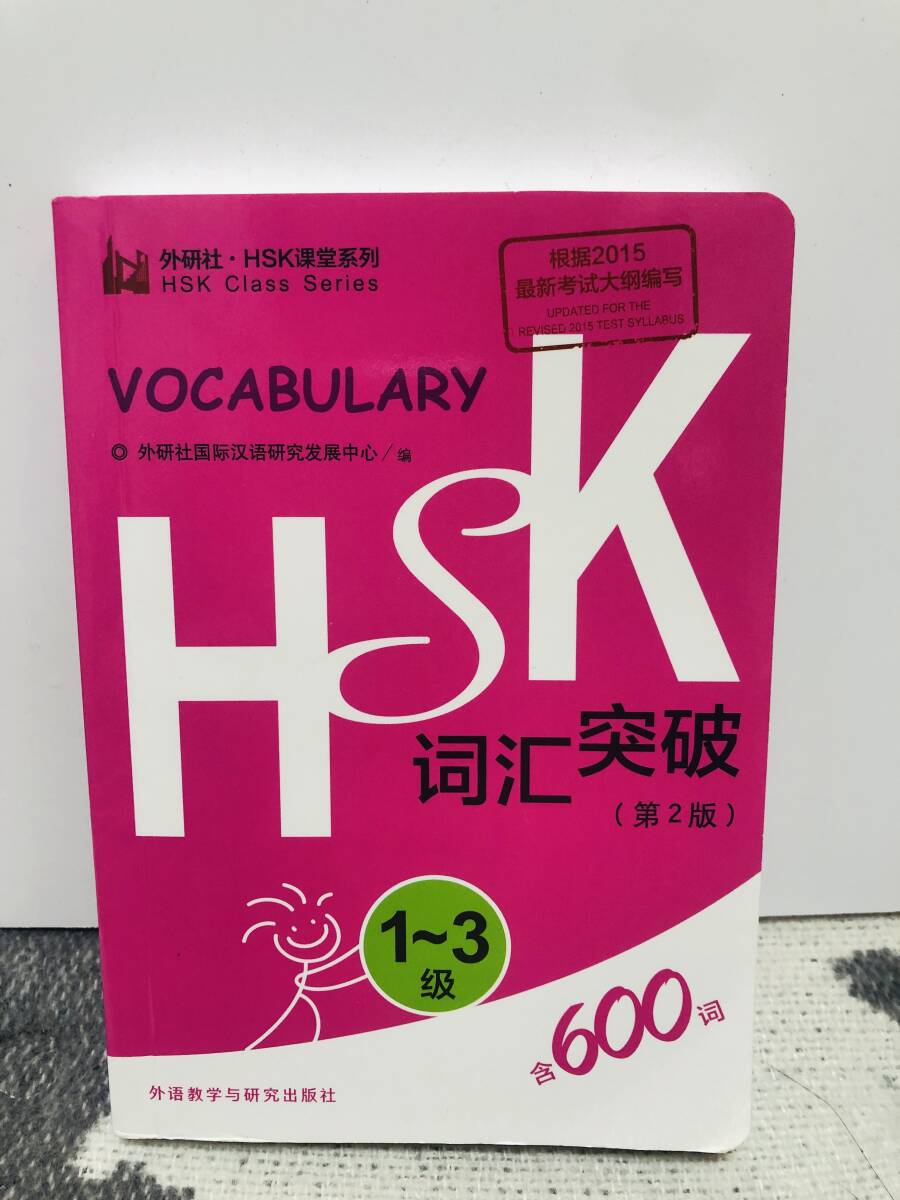 外研社·HSK课堂系列
HSK Class Series
根据2015
最新考试大纲编写
UPDATED FOR THE
REVISED 2015 TEST SYLLABUS
VOCABULARY
◎ 外研社国际汉语研究发展中心/编
HSK
词汇突破
(第2版)
1~3
级
含600词
外语教学与研究出版社